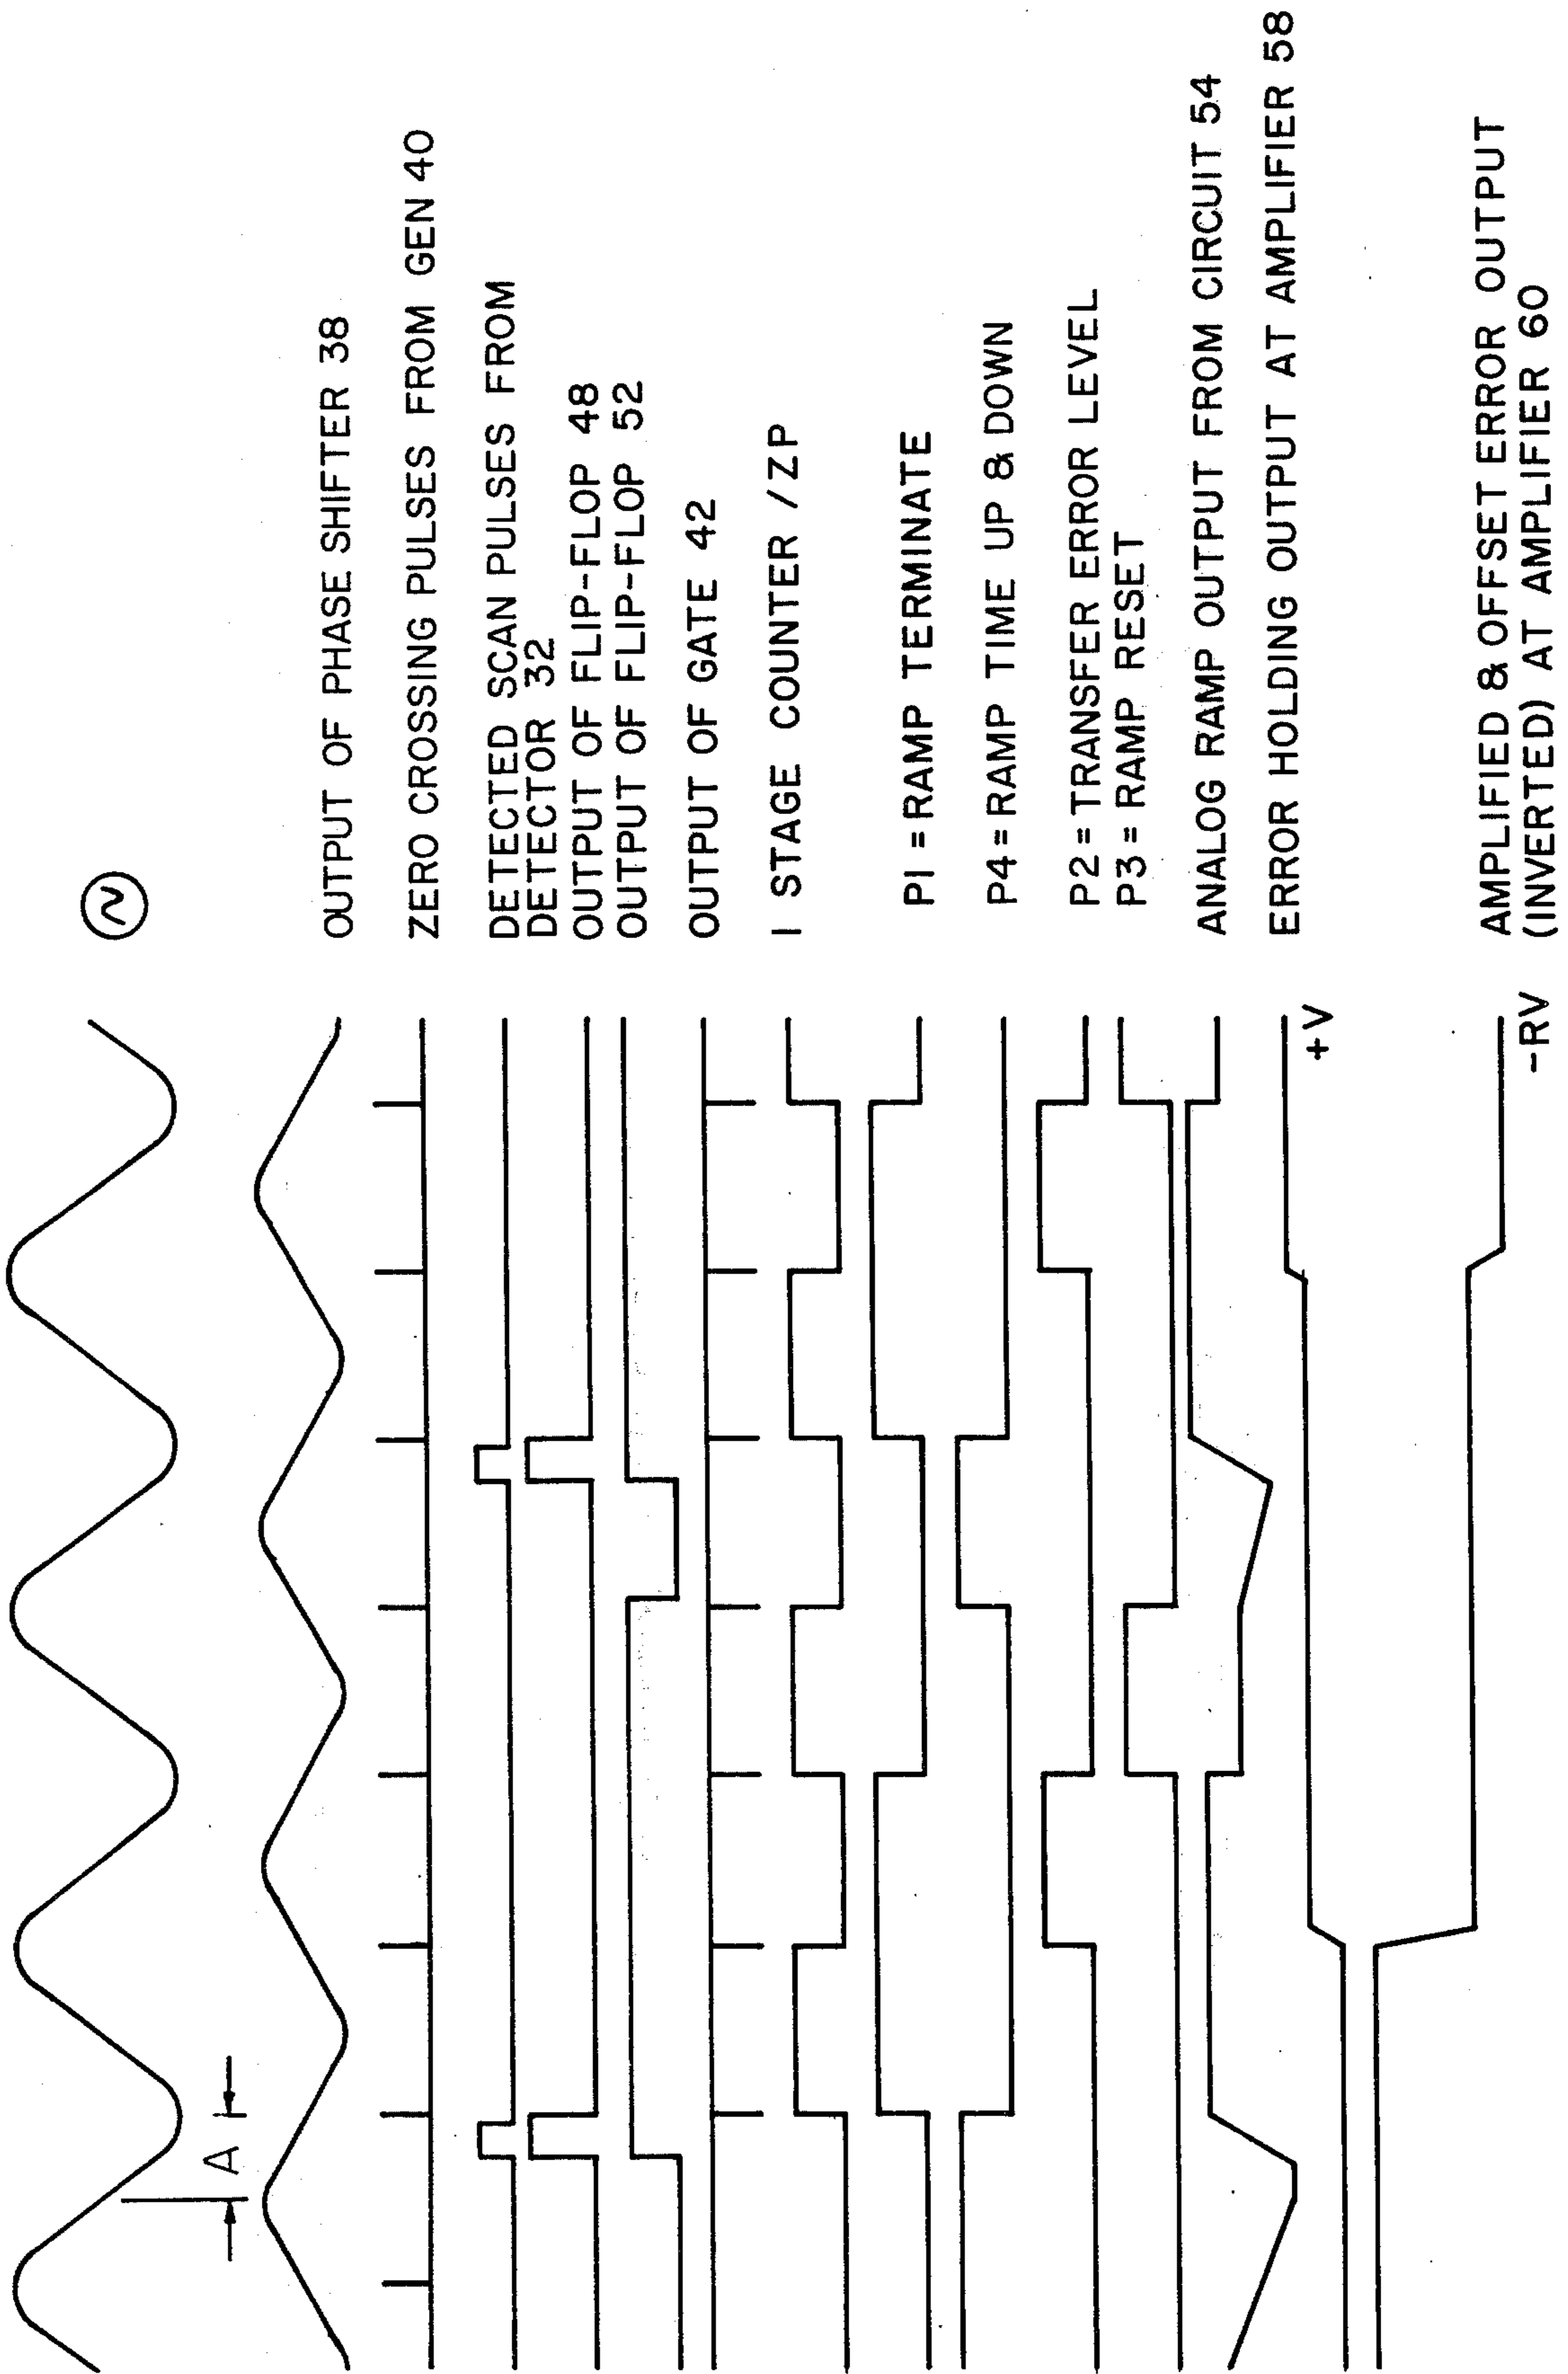 A
OUTPUT OF PHASE SHIFTER 38
ZERO CROSSING PULSES FROM GEN 40
DETECTED SCAN PULSES FROM
DETECTOR 32
OUTPUT OF FLIP-FLOP 48
OUTPUT OF FLIP-FLOP 52
OUTPUT OF GATE 42
1 STAGE COUNTER /ZP
P1 = RAMP TERMINATE
P4 = RAMP TIME UP & DOWN
P2 = TRANSFER ERROR LEVEL
P3 = RAMP RESET
ANALOG RAMP OUTPUT FROM CIRCUIT 54
ERROR HOLDING OUTPUT AT AMPLIFIER 58
+V
AMPLIFIED & OFFSET ERROR OUTPUT
-RV (INVERTED) AT AMPLIFIER 60